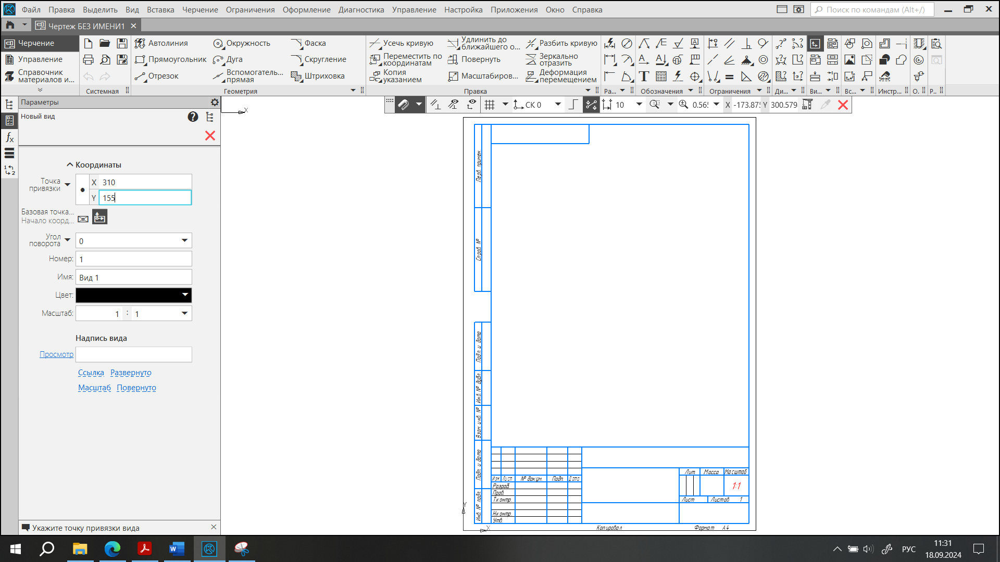 Файл Правка Выделить Вид Вставка Черчение Ограничения Оформление Диагностика Управление Настройка Приложения Окно Справка
Поиск по командам (Alt+/)
Чертеж БЕЗ ИМЕНИ1
Черчение
Управление
Справочник
материалов и...
Системная
Автолиния
Прямоугольник
Отрезок
Окружность
Дуга
Вспомогатель...
прямая
Фаска
Скругление
Штриховка
Геометрия
Усечь кривую
Переместить по
координатам
Копия
указанием
Удлинить до
ближайшего о...
Повернуть
Масштабиров...
Разбить кривую
Зеркально
отразить
Деформация
перемещением
Правка
Ра...
Обозначения
Ограничения
Ди...
Ви...
Вс...
Инстр...
О.
Р..
СК 0
10
0.565
X -173.875
Y 300.579
Параметры
Новый вид
Координаты
Точка
привязки
X 310
Y 155
Базовая точка...
Начало коорд...
Угол
поворота
0
Номер: 1
Имя: Вид 1
Цвет:
Масштаб: 1 : 1
Надпись вида
Просмотр
Ссылка Развернуто
Масштаб Повернуто
Укажите точку привязки вида
X
Перв. примен.
Справ. №
Подп. и дата
Инв. № дубл.
Взам. инв. №
Подп. и дата
Инв. № подл.
Изм. Лист № докум. Подп. Дата
Разраб.
Пров.
Т.контр.
Н.контр.
Утв.
Лит. Масса Масштаб
1:1
Лист Листов 1
Копировал Формат А4
Y
X
РУС
11:31
18.09.2024